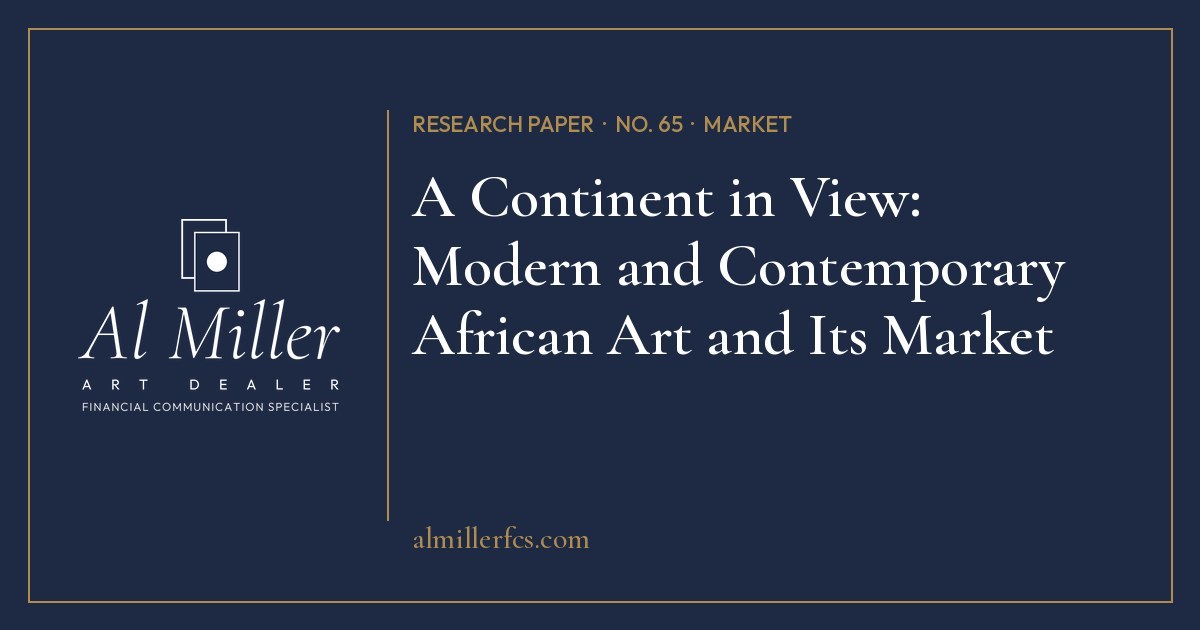 Al Miller
ART DEALER
FINANCIAL COMMUNICATION SPECIALIST
RESEARCH PAPER · NO. 65 · MARKET
A Continent in View:
Modern and Contemporary
African Art and Its Market
almillerfcs.com